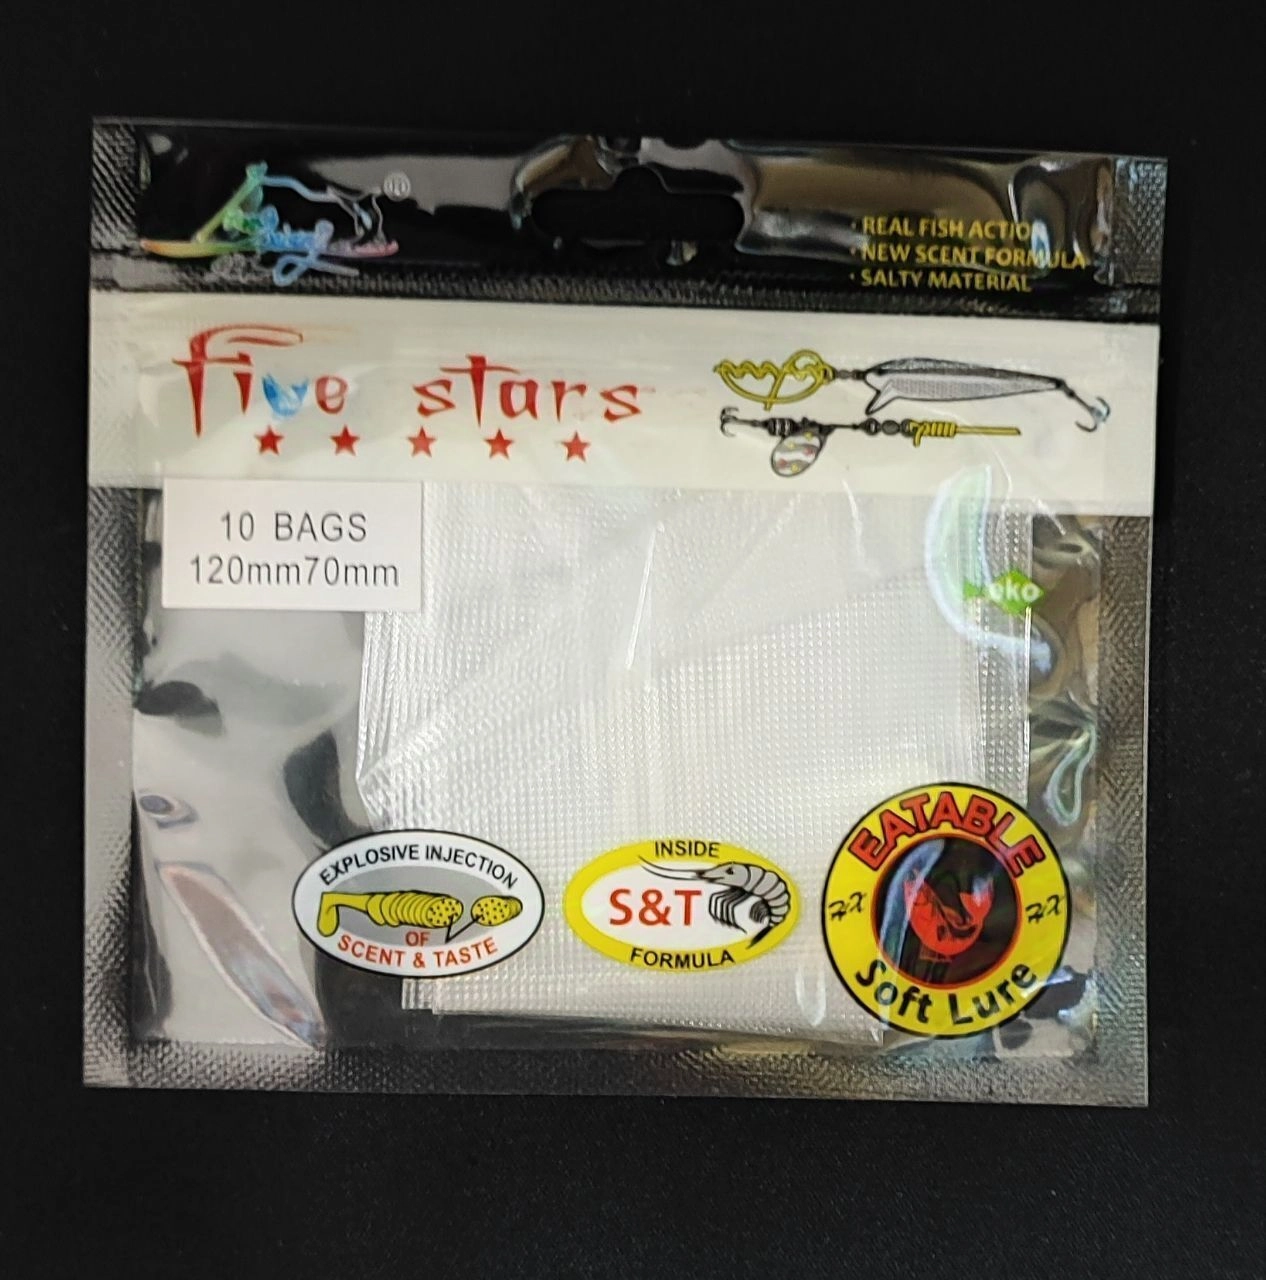 ®
REAL FISH ACTION
NEW SCENT FORMULA
SALTY MATERIAL
five stars
10 BAGS
120mm70mm
eko
EXPLOSIVE INJECTION
OF
SCENT & TASTE
INSIDE
S&T
FORMULA
EATABLE
HX HX
Soft Lure